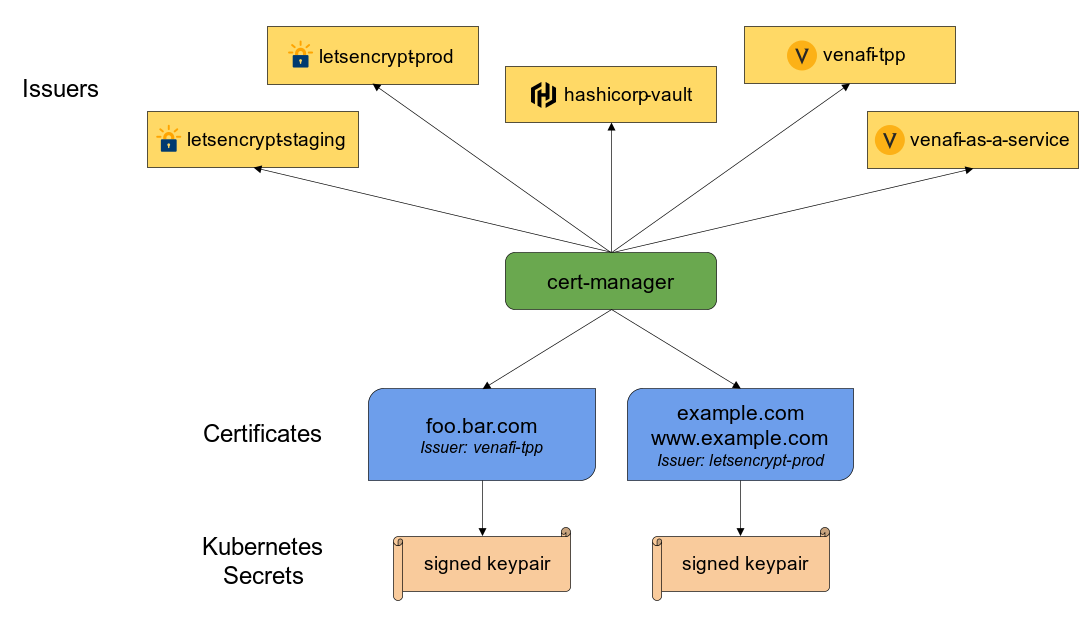 Issuers
letsencrypt-prod
venafi-tpp
hashicorp-vault
letsencrypt-staging
venafi-as-a-service
cert-manager
Certificates
foo.bar.com
Issuer: venafi-tpp
example.com
www.example.com
Issuer: letsencrypt-prod
Kubernetes
Secrets
signed keypair
signed keypair